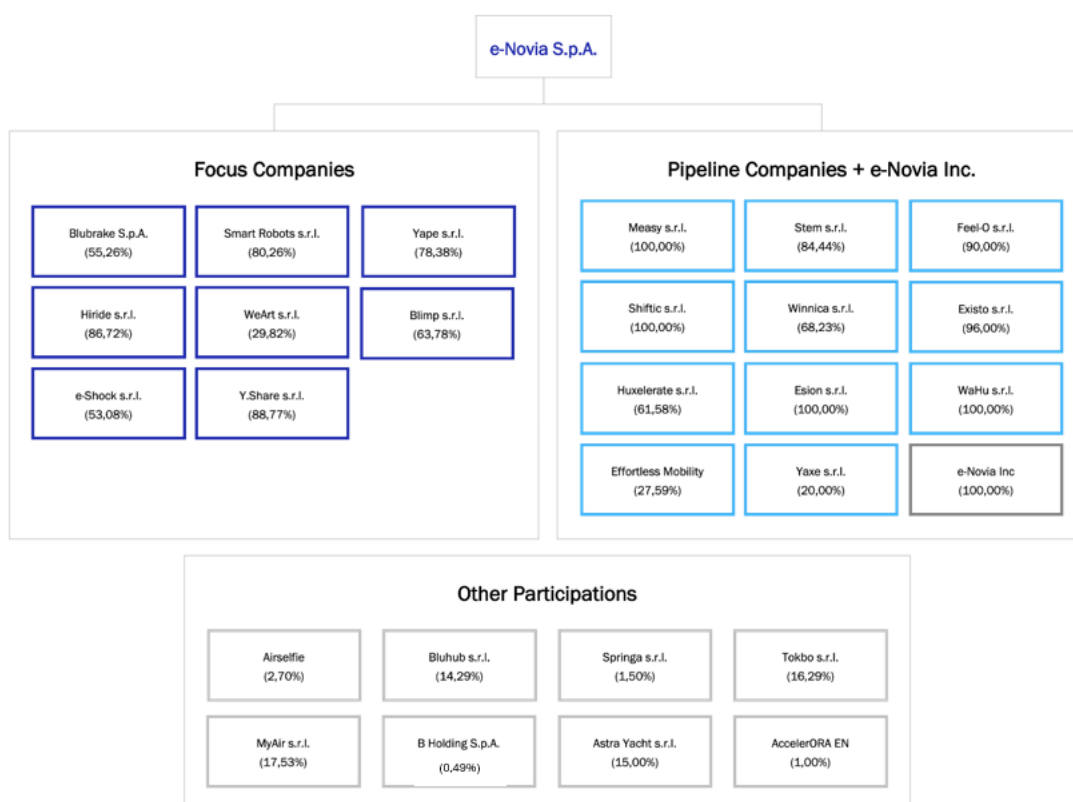 e-Novia S.p.A.
Focus Companies
Blubrake S.p.A.
(55,26%)
Smart Robots s.r.l.
(80,26%)
Yape s.r.l.
(78,38%)
Hiride s.r.l.
(86,72%)
WeArt s.r.l.
(29,82%)
Blimp s.r.l.
(63,78%)
e-Shock s.r.l.
(53,08%)
Y.Share s.r.l.
(88,77%)
Pipeline Companies + e-Novia Inc.
Measy s.r.l.
(100,00%)
Stem s.r.l.
(84,44%)
Feel-O s.r.l.
(90,00%)
Shiftic s.r.l.
(100,00%)
Winnica s.r.l.
(68,23%)
Existo s.r.l.
(96,00%)
Huxelerate s.r.l.
(61,58%)
Esion s.r.l.
(100,00%)
WaHu s.r.l.
(100,00%)
Effortless Mobility
(27,59%)
Yaxe s.r.l.
(20,00%)
e-Novia Inc
(100,00%)
Other Participations
Airselfie
(2,70%)
Bluhub s.r.l.
(14,29%)
Springa s.r.l.
(1,50%)
Tokbo s.r.l.
(16,29%)
MyAir s.r.l.
(17,53%)
B Holding S.p.A.
(0,49%)
Astra Yacht s.r.l.
(15,00%)
AccelerORA EN
(1,00%)